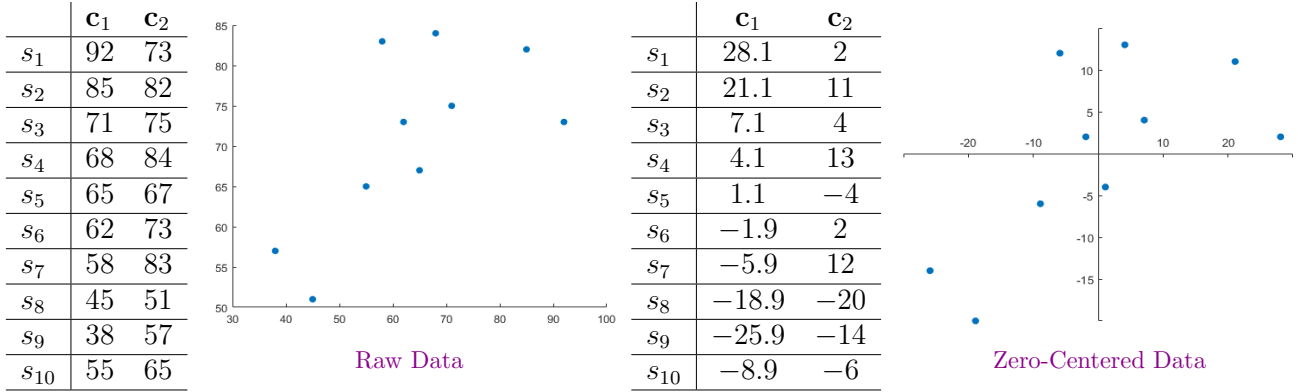 c₁ c₂
s₁ 92 73
s₂ 85 82
s₃ 71 75
s₄ 68 84
s₅ 65 67
s₆ 62 73
s₇ 58 83
s₈ 45 51
s₉ 38 57
s₁₀ 55 65
85
80
75
70
65
60
55
50
30 40 50 60 70 80 90 100
Raw Data
c₁ c₂
s₁ 28.1 2
s₂ 21.1 11
s₃ 7.1 4
s₄ 4.1 13
s₅ 1.1 −4
s₆ −1.9 2
s₇ −5.9 12
s₈ −18.9 −20
s₉ −25.9 −14
s₁₀ −8.9 −6
10
5
-20 -10 10 20
-5
-10
-15
Zero-Centered Data